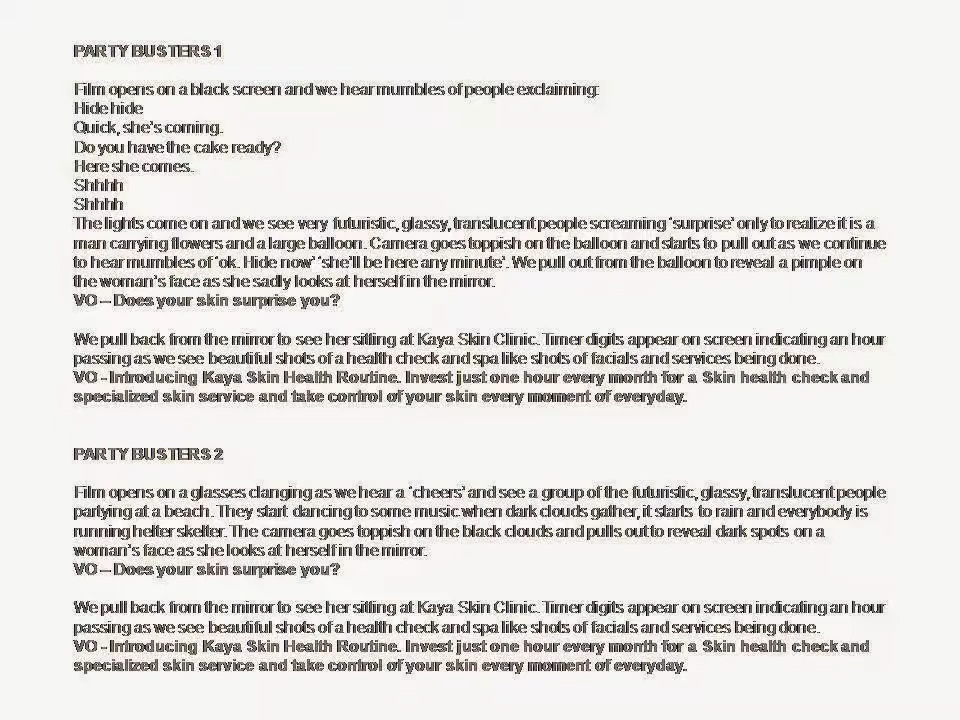 PARTY BUSTERS 1
Film opens on a black screen and we hear mumbles of people exclaiming:
Hide hide
Quick, she's coming.
Do you have the cake ready?
Here she comes.
Shhhh
Shhhh
The lights come on and we see very futuristic, glassy, translucent people screaming 'surprise' only to realize it is a
man carrying flowers and a large balloon. Camera goes toppish on the balloon and starts to pull out as we continue
to hear mumbles of 'ok. Hide now' 'she'll be here any minute'. We pull out from the balloon to reveal a pimple on
the woman's face as she sadly looks at herself in the mirror.
VO – Does your skin surprise you?
We pull back from the mirror to see her sitting at Kaya Skin Clinic. Timer digits appear on screen indicating an hour
passing as we see beautiful shots of a health check and spa like shots of facials and services being done.
VO - Introducing Kaya Skin Health Routine. Invest just one hour every month for a Skin health check and
specialized skin service and take control of your skin every moment of everyday.
PARTY BUSTERS 2
Film opens on a glasses clanging as we hear a 'cheers' and see a group of the futuristic, glassy, translucent people
partying at a beach. They start dancing to some music when dark clouds gather, it starts to rain and everybody is
running helter skelter. The camera goes toppish on the black clouds and pulls out to reveal dark spots on a
woman's face as she looks at herself in the mirror.
VO – Does your skin surprise you?
We pull back from the mirror to see her sitting at Kaya Skin Clinic. Timer digits appear on screen indicating an hour
passing as we see beautiful shots of a health check and spa like shots of facials and services being done.
VO - Introducing Kaya Skin Health Routine. Invest just one hour every month for a Skin health check and
specialized skin service and take control of your skin every moment of everyday.